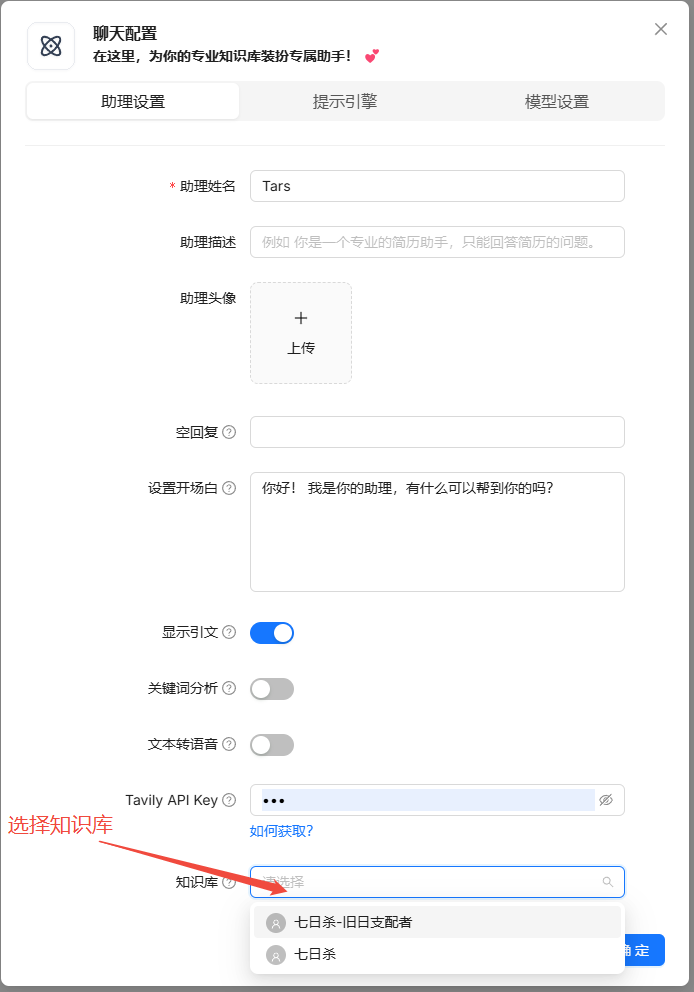 聊天配置
在这里，为你的专业知识库装扮专属助手！ 💕
助理设置
提示引擎
模型设置
* 助理姓名
Tars
助理描述
例如 你是一个专业的简历助手，只能回答简历的问题。
助理头像
+
上传
空回复
设置开场白
你好！ 我是你的助理，有什么可以帮到你的吗？
显示引文
关键词分析
文本转语音
Tavily API Key
•••
如何获取？
选择知识库
知识库
请选择
七日杀-旧日支配者
七日杀
确 定